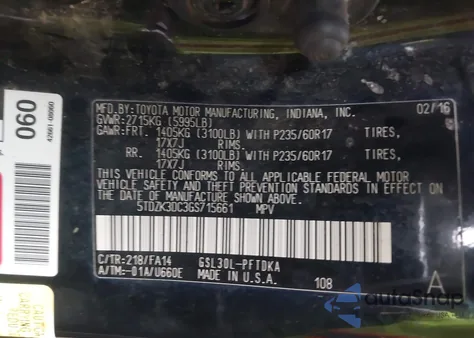 060
42661-06660
MFD.BY:TOYOTA MOTOR MANUFACTURING, INDIANA, INC. 02/16
GVWR:2715KG (5995LB)
GAWR:FRT. 1405KG (3100LB) WITH P235/60R17 TIRES,
17X7J RIMS.
RR. 1405KG (3100LB) WITH P235/60R17 TIRES,
17X7J RIMS.
THIS VEHICLE CONFORMS TO ALL APPLICABLE FEDERAL MOTOR
VEHICLE SAFETY AND BUMPER STANDARDS IN EFFECT ON
THE DATE OF MANUFACTURE SHOWN ABOVE.
5TDZK3DC3GS715661 MPV
C/TR:218/FA14 GSL30L-PFTDKA
A/TM:-01A/U660E MADE IN U.S.A. 108 A
autoShop